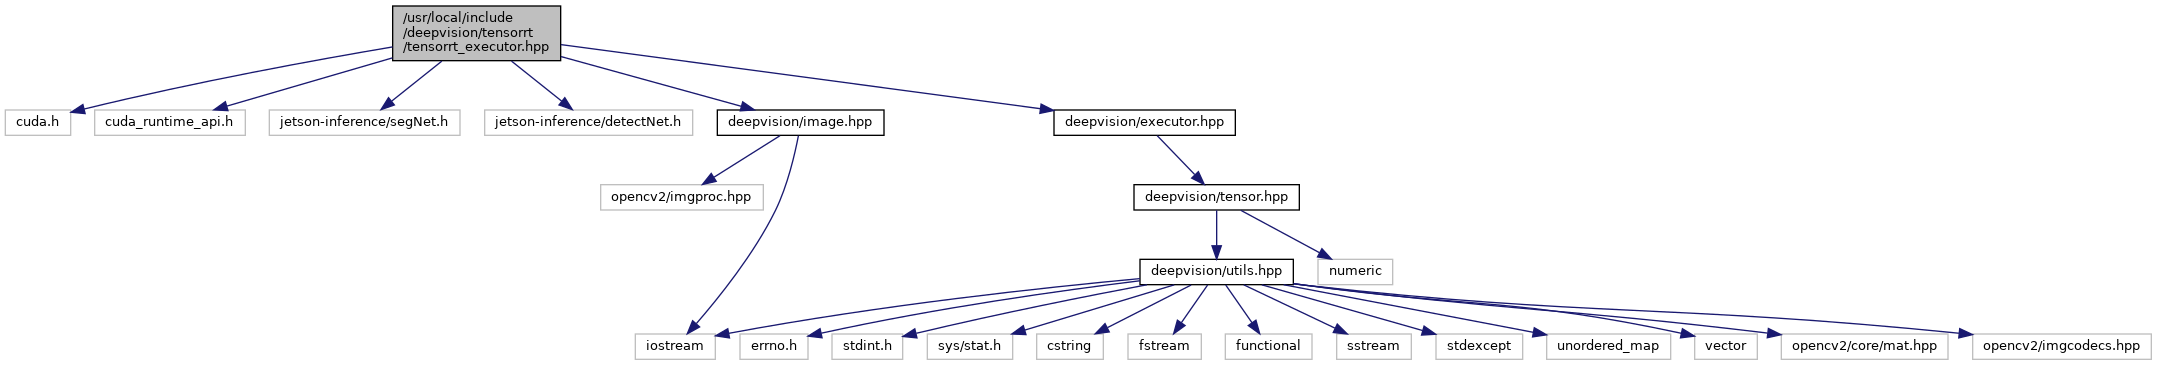 /usr/local/include
/deepvision/tensorrt
/tensorrt_executor.hpp
cuda.h
cuda_runtime_api.h
jetson-inference/segNet.h
jetson-inference/detectNet.h
deepvision/image.hpp
deepvision/executor.hpp
opencv2/imgproc.hpp
deepvision/tensor.hpp
deepvision/utils.hpp
numeric
iostream
errno.h
stdint.h
sys/stat.h
cstring
fstream
functional
sstream
stdexcept
unordered_map
vector
opencv2/core/mat.hpp
opencv2/imgcodecs.hpp